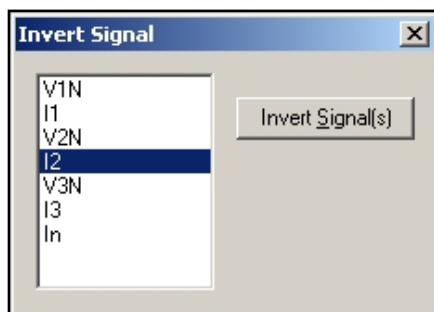 Invert Signal
V1N
I1
V2N
I2
V3N
I3
In
Invert Signal(s)